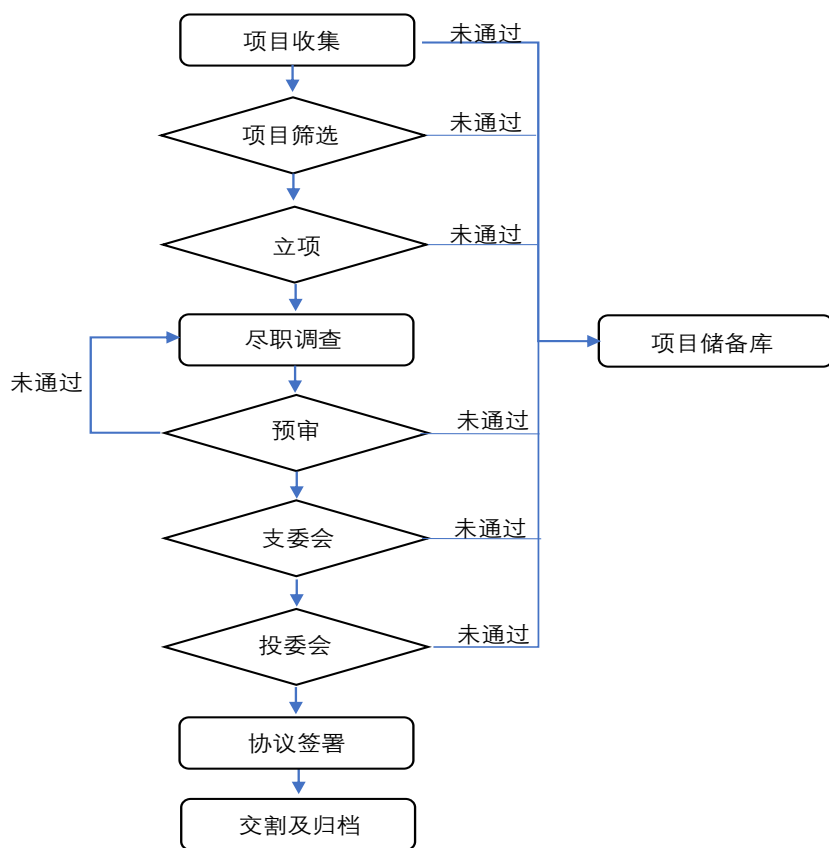 项目收集
未通过
项目筛选
未通过
立项
未通过
尽职调查
项目储备库
未通过
预审
未通过
支委会
未通过
投委会
未通过
协议签署
交割及归档